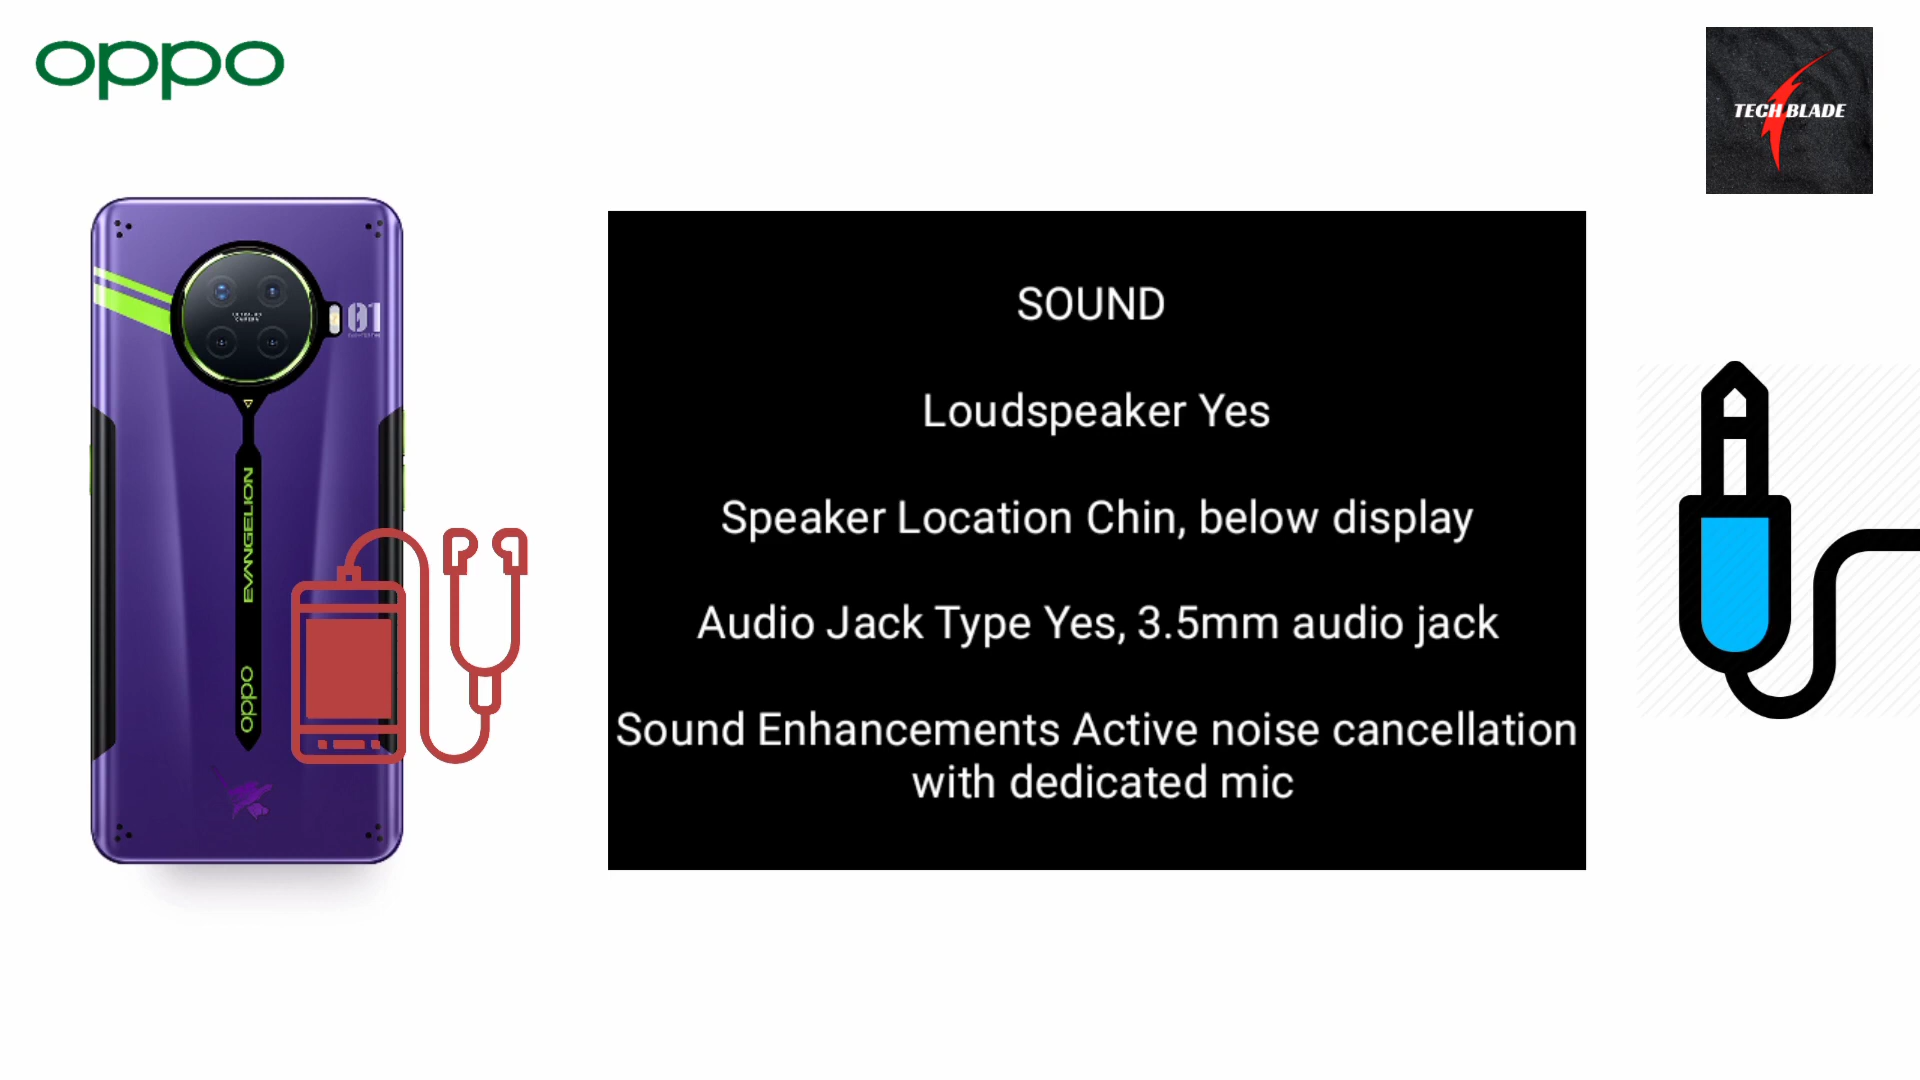 oppo
TECH BLADE
01
EVANGELION
oppo
SOUND
Loudspeaker Yes
Speaker Location Chin, below display
Audio Jack Type Yes, 3.5mm audio jack
Sound Enhancements Active noise cancellation
with dedicated mic